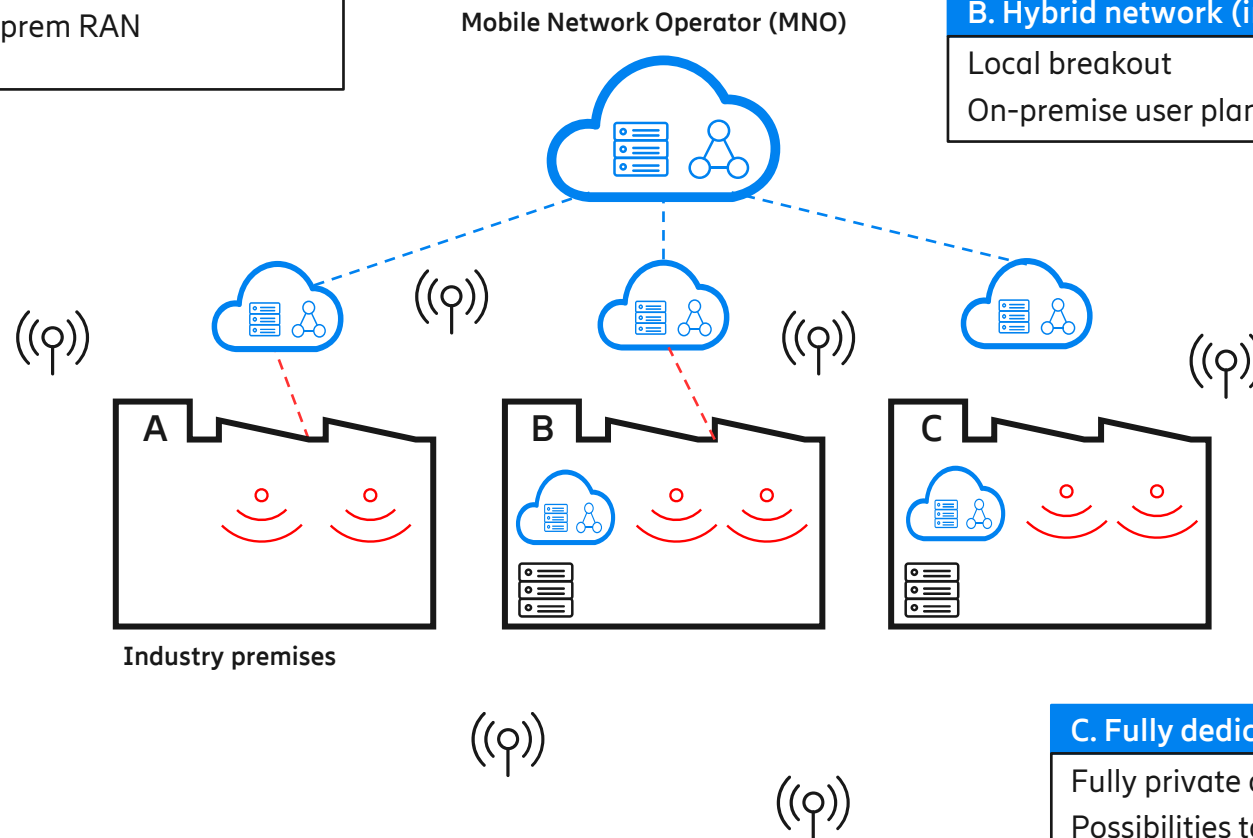 prem RAN
Mobile Network Operator (MNO)
B. Hybrid network (i
Local breakout
On-premise user plan
A
B
C
Industry premises
C. Fully dedic
Fully private
Possibilities to